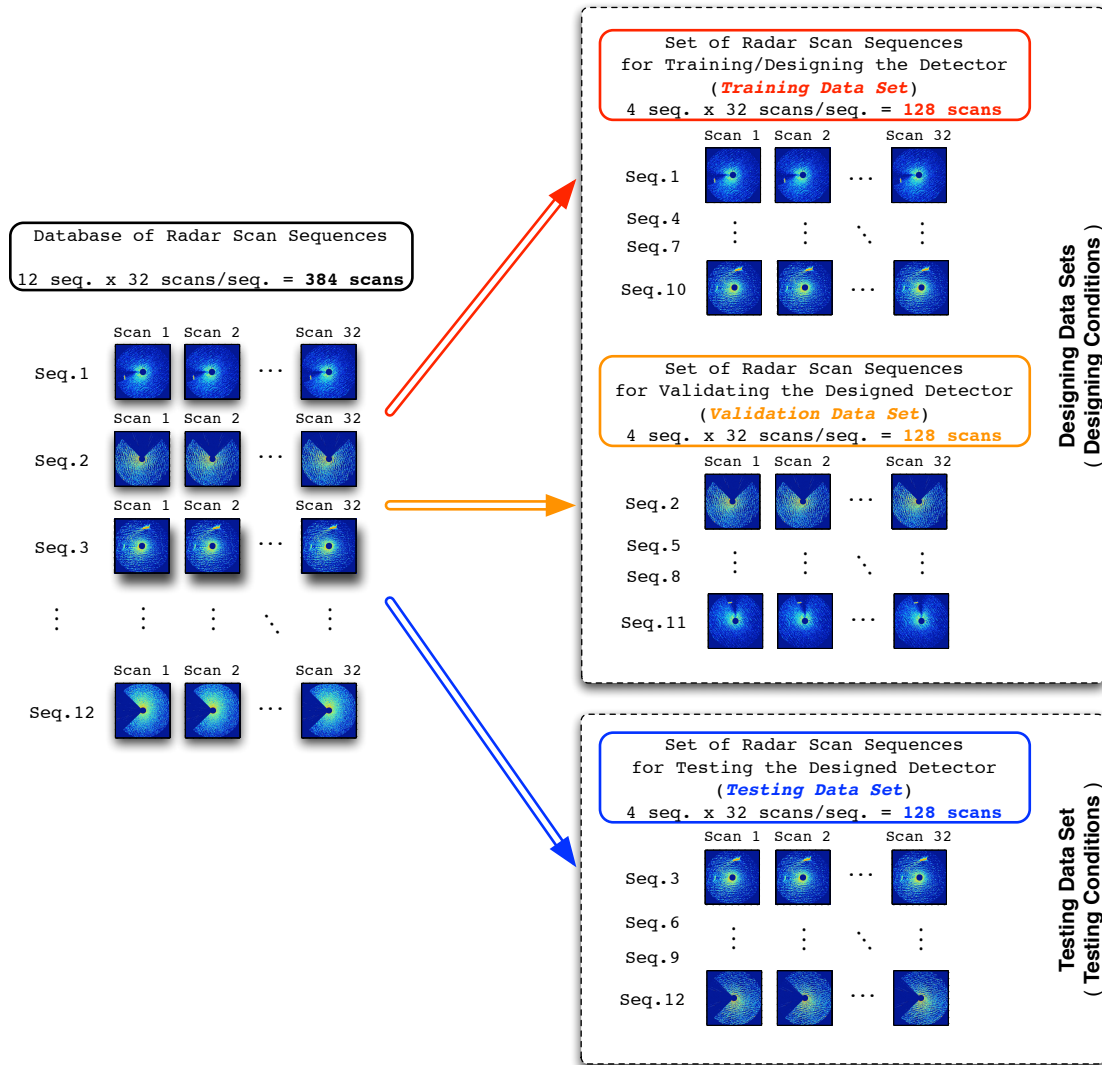 Database of Radar Scan Sequences
12 seq. x 32 scans/seq. = 384 scans
Scan 1 Scan 2 Scan 32
Seq.1 ...
Scan 1 Scan 2 Scan 32
Seq.2 ...
Scan 1 Scan 2 Scan 32
Seq.3 ...
Scan 1 Scan 2 Scan 32
Seq.12 ...
Set of Radar Scan Sequences
for Training/Designing the Detector
(Training Data Set)
4 seq. x 32 scans/seq. = 128 scans
Scan 1 Scan 2 Scan 32
Seq.1 ...
Seq.4
Seq.7
Seq.10 ...
Set of Radar Scan Sequences
for Validating the Designed Detector
(Validation Data Set)
4 seq. x 32 scans/seq. = 128 scans
Scan 1 Scan 2 Scan 32
Seq.2 ...
Seq.5
Seq.8
Seq.11 ...
Designing Data Sets
( Designing Conditions )
Set of Radar Scan Sequences
for Testing the Designed Detector
(Testing Data Set)
4 seq. x 32 scans/seq. = 128 scans
Scan 1 Scan 2 Scan 32
Seq.3 ...
Seq.6
Seq.9
Seq.12 ...
Testing Data Set
( Testing Conditions )